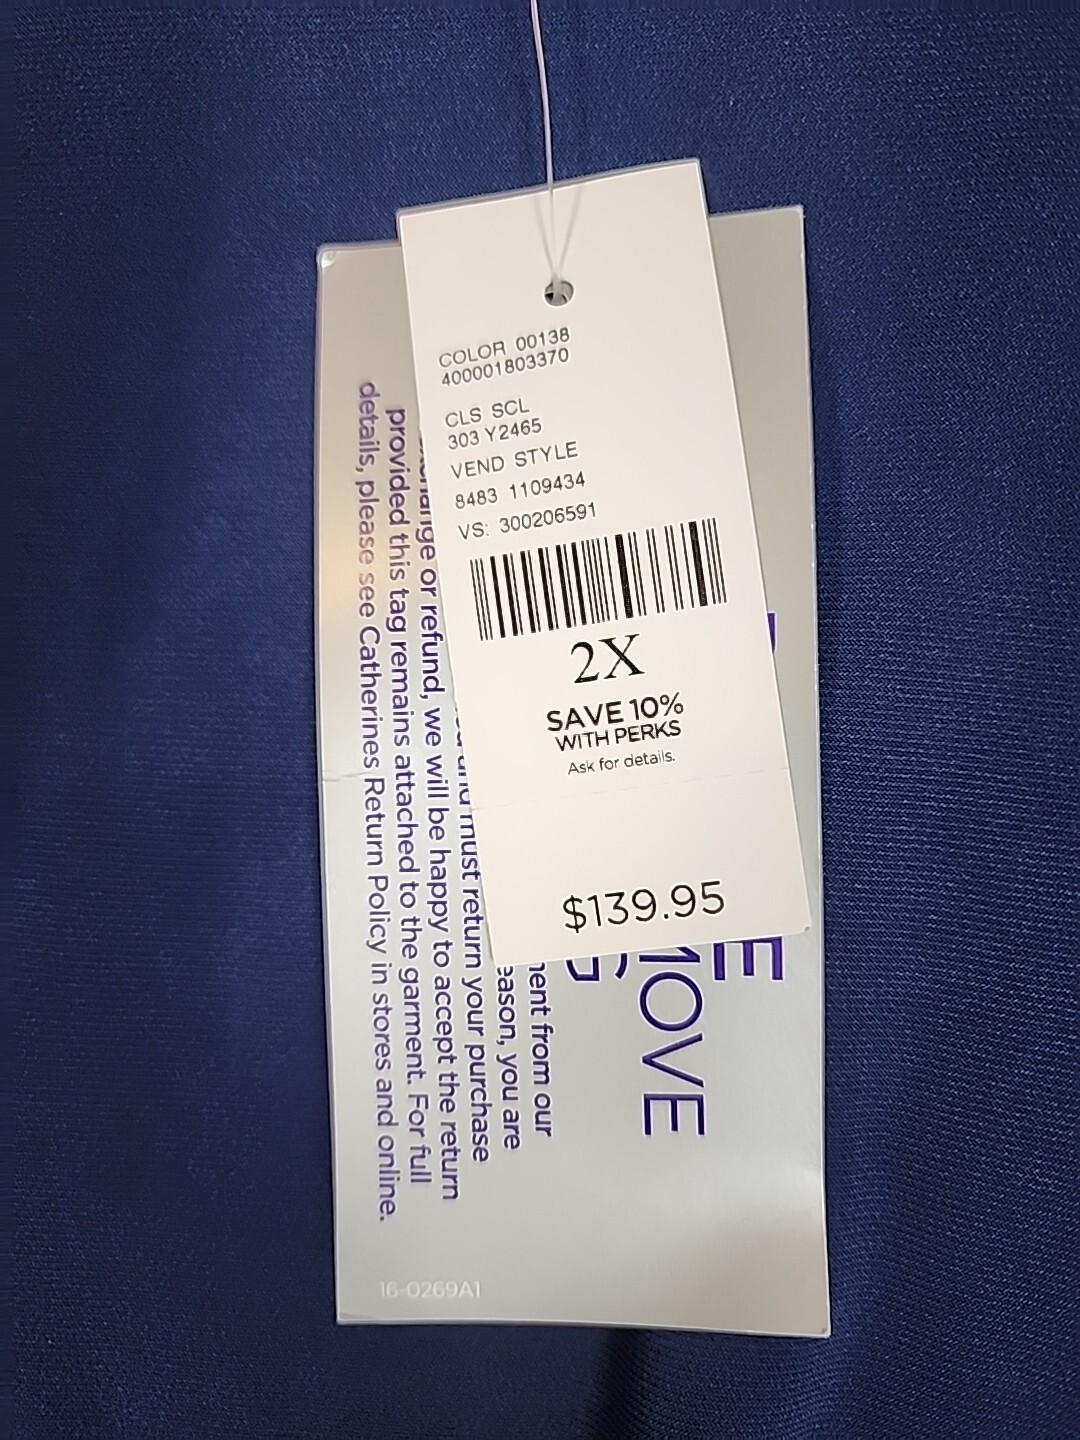 COLOR 00138
400001803370
CLS SCL
303 Y2465
VEND STYLE
8483 1109434
VS: 300206591
2X
SAVE 10%
WITH PERKS
Ask for details.
$139.95
from our
you are
must return your purchase
or refund, we will be happy to accept the return
provided this tag remains attached to the garment. For full
details, please see Catherines Return Policy in stores and online.
16-0269A1